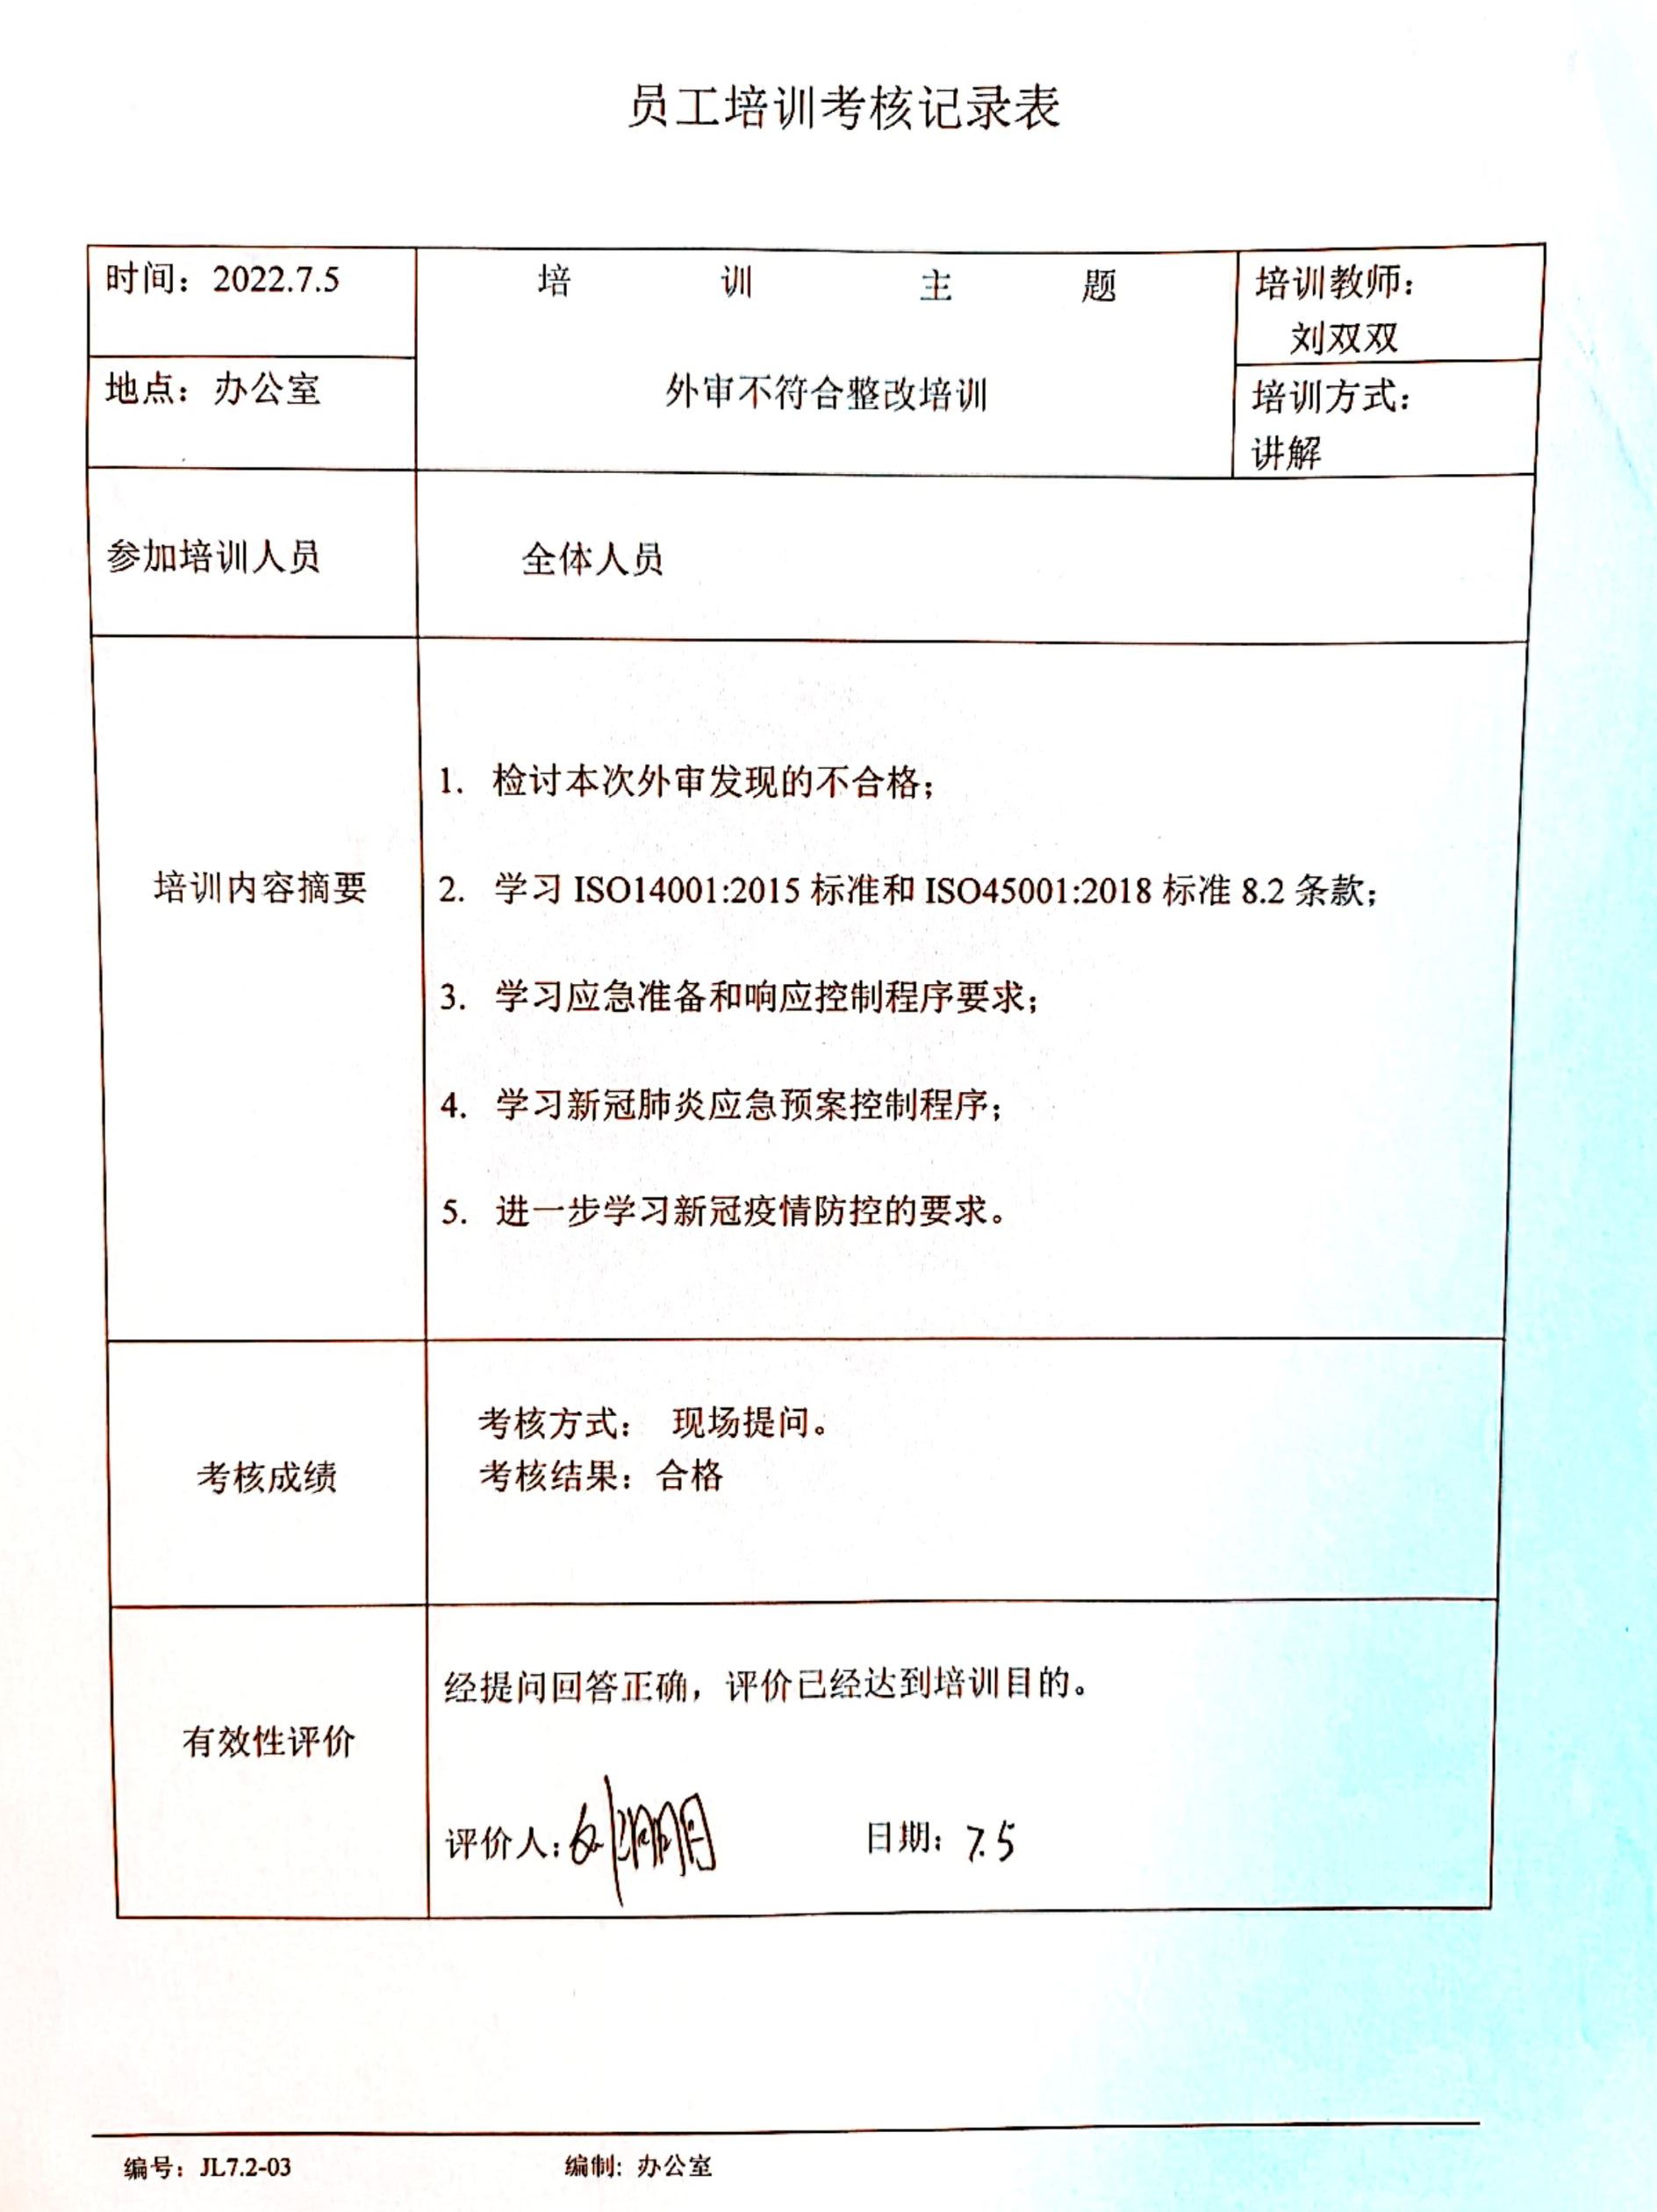 员工培训考核记录表
时间：2022.7.5
培 训 主 题
培训教师：
刘双双
地点：办公室
外审不符合整改培训
培训方式：
讲解
参加培训人员
全体人员
培训内容摘要
1. 检讨本次外审发现的不合格；
2. 学习 ISO14001:2015 标准和 ISO45001:2018 标准 8.2 条款；
3. 学习应急准备和响应控制程序要求；
4. 学习新冠肺炎应急预案控制程序；
5. 进一步学习新冠疫情防控的要求。
考核成绩
考核方式： 现场提问。
考核结果：合格
有效性评价
经提问回答正确，评价已经达到培训目的。
评价人：
日期：7.5
编号：JL7.2-03
编制：办公室